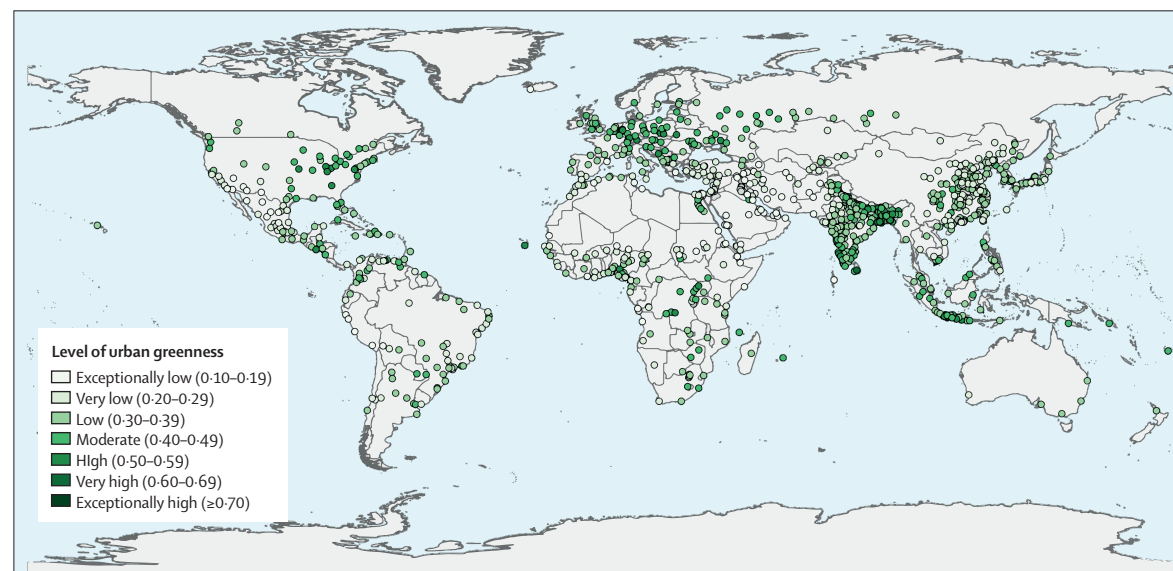 Level of urban greenness
Exceptionally low (0·10–0·19)
Very low (0·20–0·29)
Low (0·30–0·39)
Moderate (0·40–0·49)
HIgh (0·50–0·59)
Very high (0·60–0·69)
Exceptionally high (≥0·70)